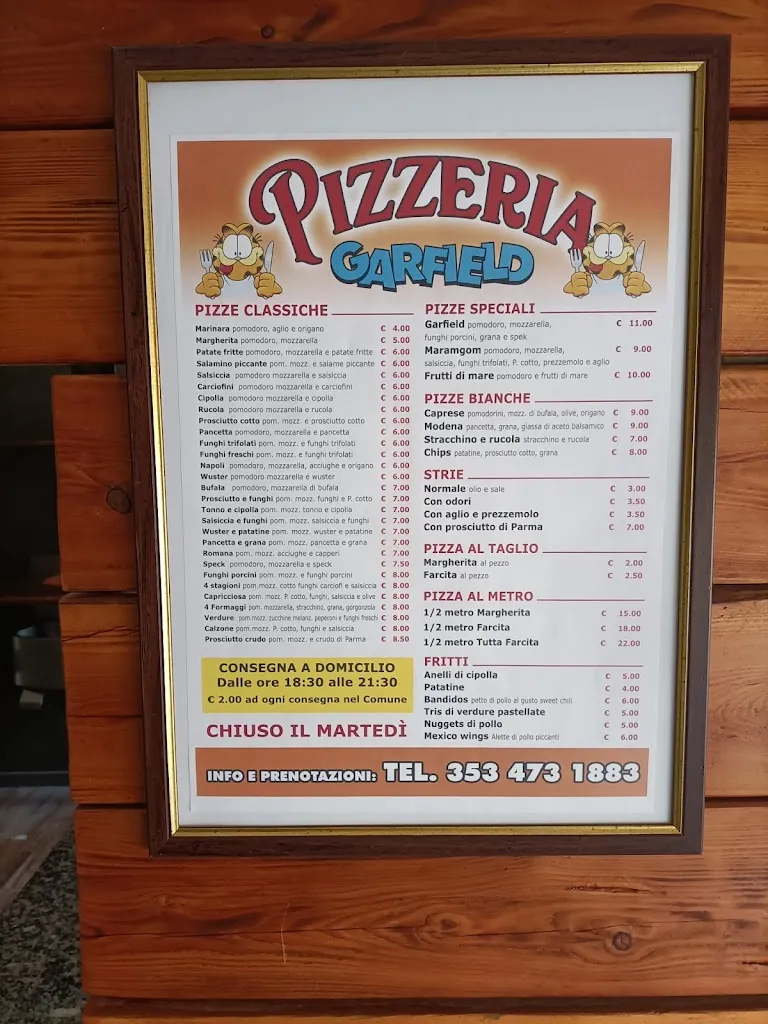 PIZZERIA
GARFIELD
PIZZE CLASSICHE
Marinara pomodoro, aglio e origano € 4.00
Margherita pomodoro, mozzarella € 5.00
Patate fritte pomodoro, mozzarella e patate fritte € 6.00
Salamino piccante pom. mozz. e salame piccante € 6.00
Salsiccia pomodoro mozzarella e salsiccia € 6.00
Carciofini pomodoro mozzarella e carciofini € 6.00
Cipolla pomodoro mozzarella e cipolla € 6.00
Rucola pomodoro mozzarella e rucola € 6.00
Prosciutto cotto pom. mozz. e prosciutto cotto € 6.00
Pancetta pomodoro mozzarella e pancetta € 6.00
Funghi trifolati pom. mozz. e funghi trifolati € 6.00
Funghi freschi pom. mozz. e funghi trifolati € 6.00
Napoli pomodoro, mozzarella, acciughe e origano € 6.00
Wuster pomodoro mozzarella e wuster € 6.00
Bufala pomodoro, mozzarella di bufala € 7.00
Prosciutto e funghi pom. mozz. funghi e P. cotto € 7.00
Tonno e cipolla pom. mozz. tonno e cipolla € 7.00
Salsiccia e funghi pom. mozz. salsiccia e funghi € 7.00
Wuster e patatine pom. mozz. wuster e patatine € 7.00
Pancetta e grana pom. mozz. pancetta e grana € 7.00
Romana pom. mozz. acciughe e capperi € 7.00
Speck pomodoro, mozzarella e speck € 7.50
Funghi porcini pom. mozz. e funghi porcini € 8.00
4 stagioni pom. mozz. cotto funghi carciofi e salsiccia € 8.00
Capricciosa pom. mozz. P. cotto, funghi, salsiccia e olive € 8.00
4 Formaggi pom. mozzarella, stracchino, grana, gorgonzola € 8.00
Verdure pom.mozz. zucchine melanz. peperoni e funghi freschi € 8.00
Calzone pom.mozz. P. cotto, funghi e salsiccia € 8.00
Prosciutto crudo pom. mozz. e crudo di Parma € 8.50
CONSEGNA A DOMICILIO
Dalle ore 18:30 alle 21:30
€ 2.00 ad ogni consegna nel Comune
CHIUSO IL MARTEDÌ
PIZZE SPECIALI
Garfield pomodoro, mozzarella, € 11.00
funghi porcini, grana e spek
Maramgom pomodoro, mozzarella, € 9.00
salsiccia, funghi trifolati, P. cotto, prezzemolo e aglio
Frutti di mare pomodoro e frutti di mare € 10.00
PIZZE BIANCHE
Caprese pomodorini, mozz. di bufala, olive, origano € 9.00
Modena pancetta, grana, glassa di aceto balsamico € 9.00
Stracchino e rucola stracchino e rucola € 7.00
Chips patatine, prosciutto cotto, grana € 8.00
STRIE
Normale olio e sale € 3.00
Con odori € 3.50
Con aglio e prezzemolo € 3.50
Con prosciutto di Parma € 7.00
PIZZA AL TAGLIO
Margherita al pezzo € 2.00
Farcita al pezzo € 2.50
PIZZA AL METRO
1/2 metro Margherita € 15.00
1/2 metro Farcita € 18.00
1/2 metro Tutta Farcita € 22.00
FRITTI
Anelli di cipolla € 5.00
Patatine € 4.00
Bandidos petto di pollo al gusto sweet chili € 6.00
Tris di verdure pastellate € 5.00
Nuggets di pollo € 5.00
Mexico wings Alette di pollo piccanti € 6.00
INFO E PRENOTAZIONI: TEL. 353 473 1883